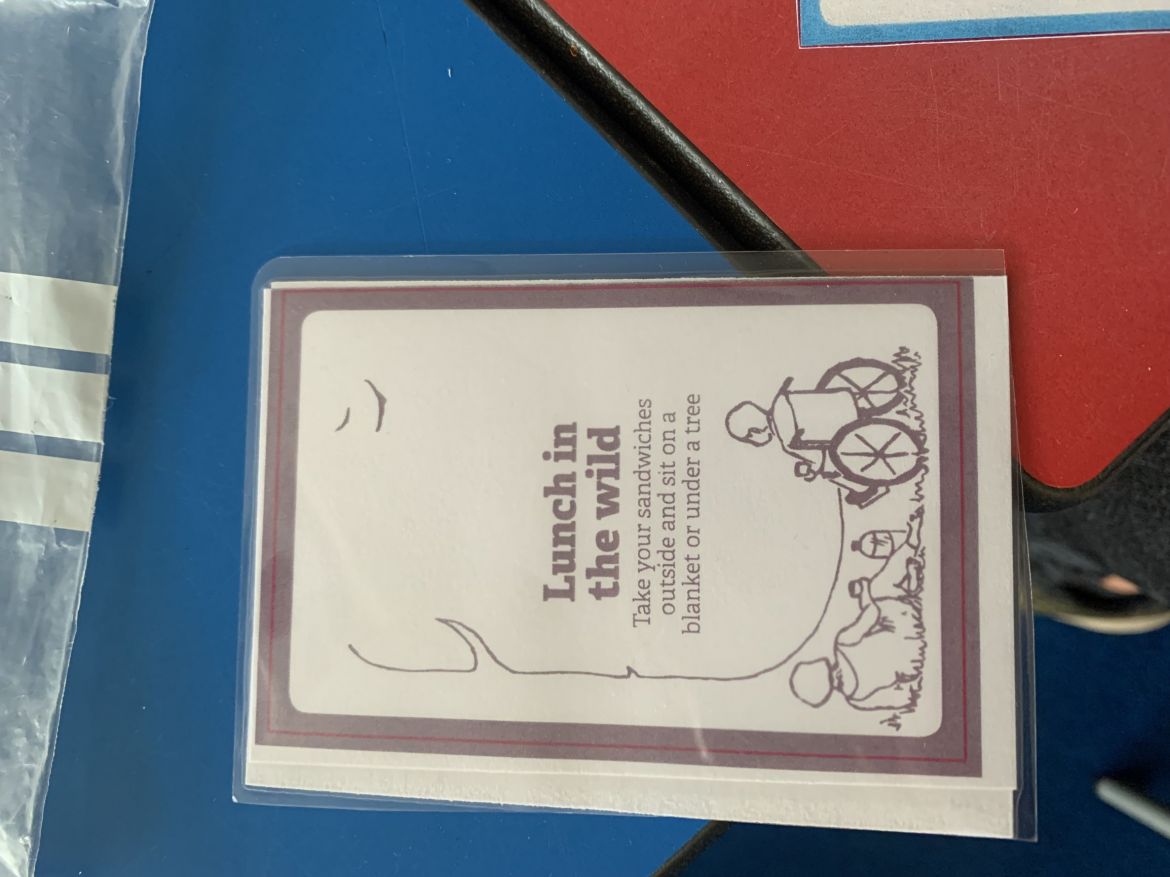 Lunch in
the wild
Take your sandwiches
outside and sit on a
blanket or under a tree